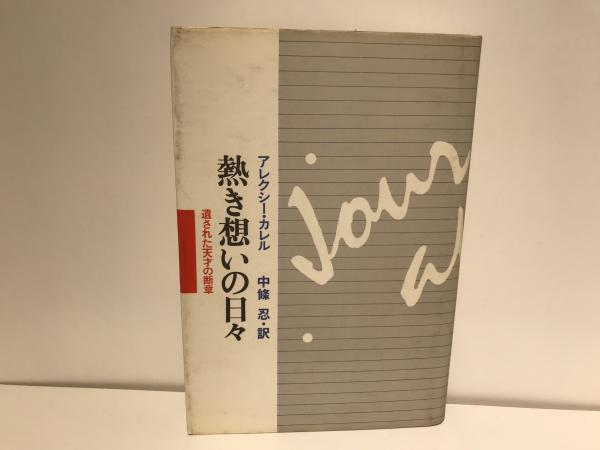 アレクシー・カレル 中條 忍・訳
熱き想いの日々
遺された天才の断章
Jour
a